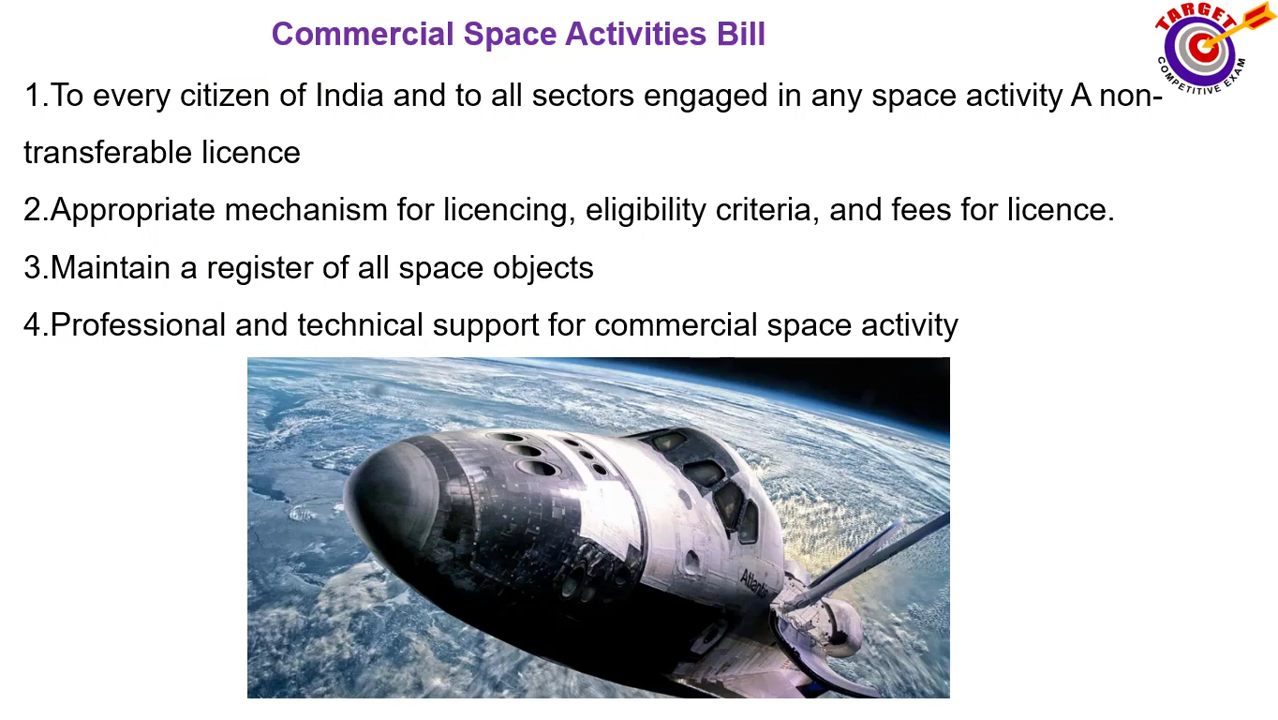 Commercial Space Activities Bill
TARGET
COMPETITIVE EXAM
1.To every citizen of India and to all sectors engaged in any space activity A non-
transferable licence
2.Appropriate mechanism for licencing, eligibility criteria, and fees for licence.
3.Maintain a register of all space objects
4.Professional and technical support for commercial space activity
Atlantis